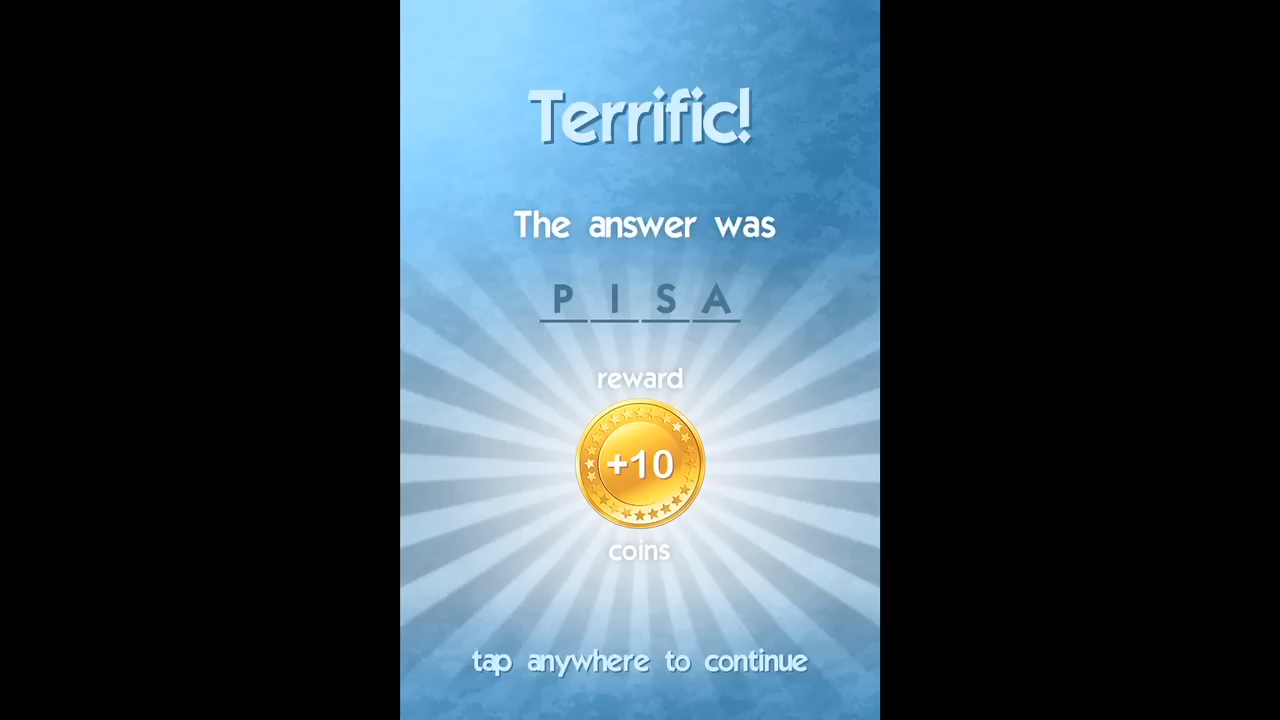 Terrific!
The answer was
P I S A
reward
+10
coins
tap anywhere to continue